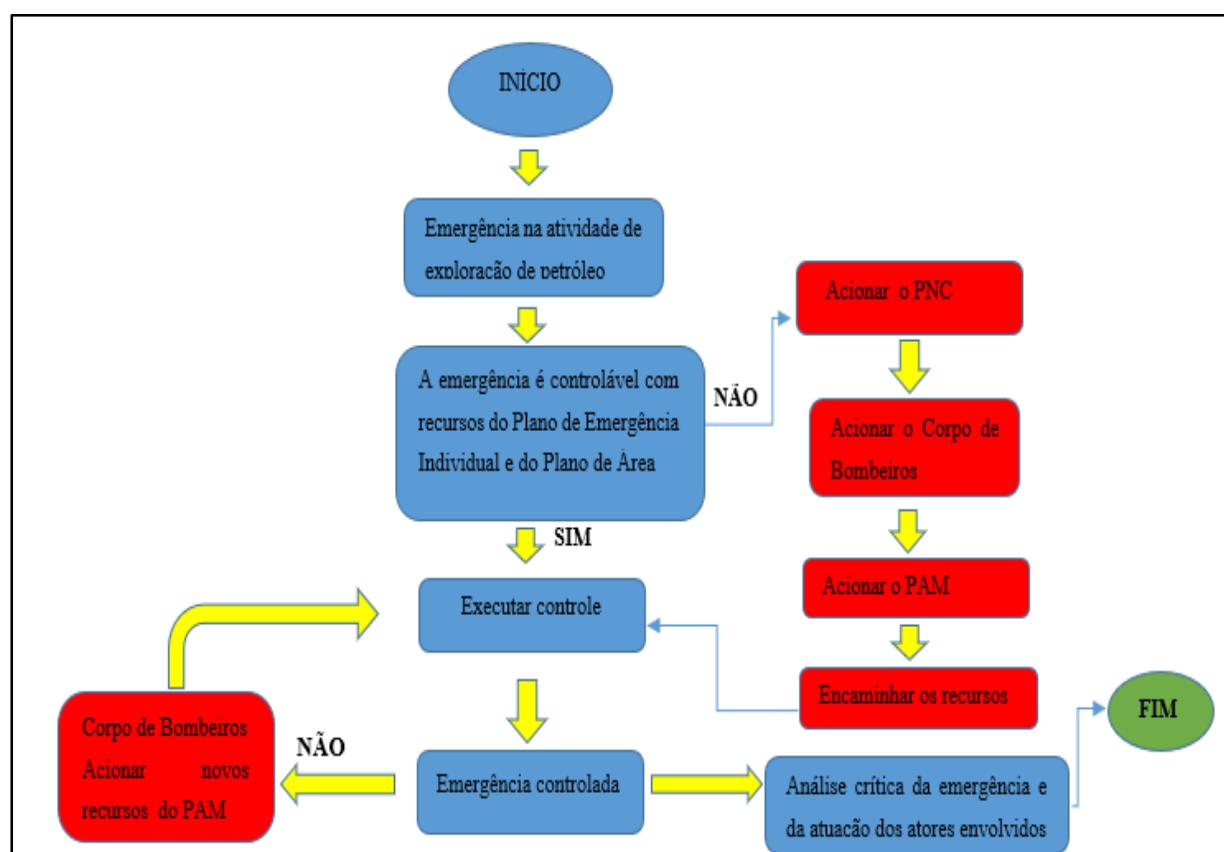 INÍCIO
Emergência na atividade de
exploração de petróleo
A emergência é controlável com
recursos do Plano de Emergência
Individual e do Plano de Área
NÃO
Acionar o PNC
Acionar o Corpo de
Bombeiros
Acionar o PAM
Encaminhar os recursos
SIM
Executar controle
Emergência controlada
NÃO
Corpo de Bombeiros
Acionar novos
recursos do PAM
Análise crítica da emergência e
da atuação dos atores envolvidos
FIM